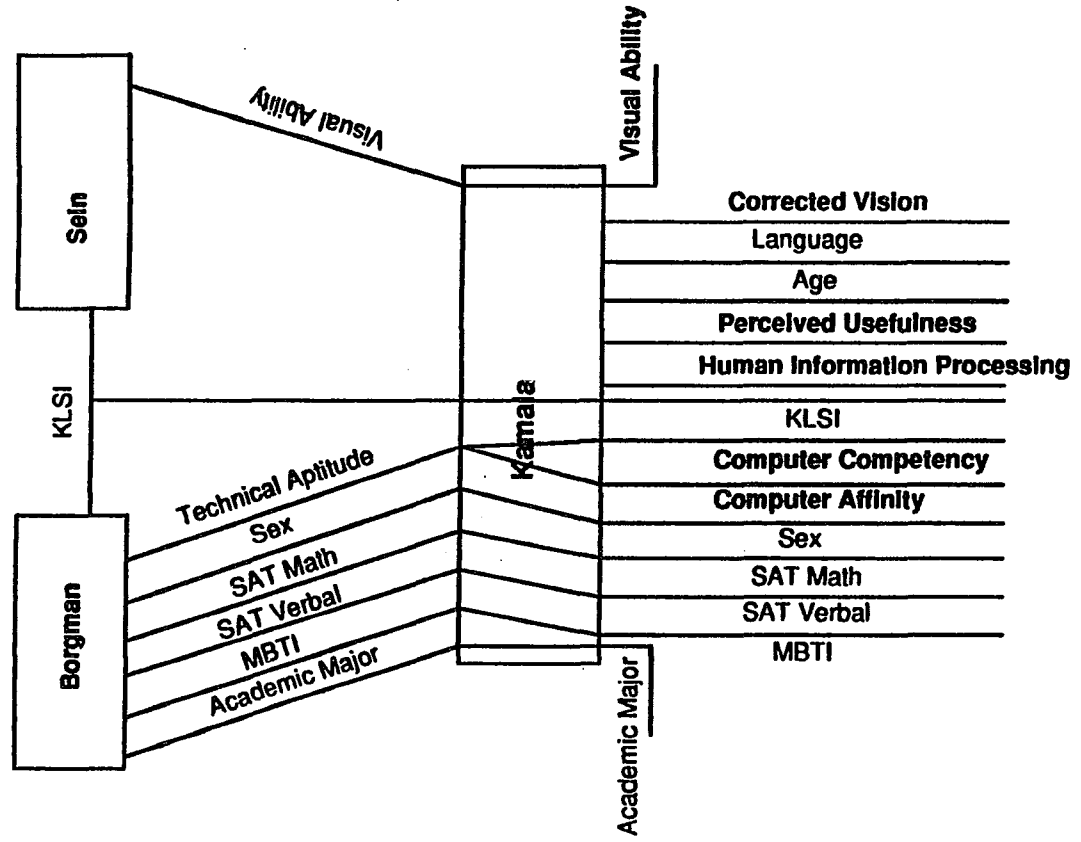 Sein
Visual Ability
Visual Ability
Corrected Vision
Language
Age
Perceived Usefulness
Human Information Processing
KLSI
Kamala
KLSI
Computer Competency
Technical Aptitude
Computer Affinity
Sex
Sex
SAT Math
SAT Math
SAT Verbal
SAT Verbal
MBTI
MBTI
Academic Major
Borgman
Academic Major